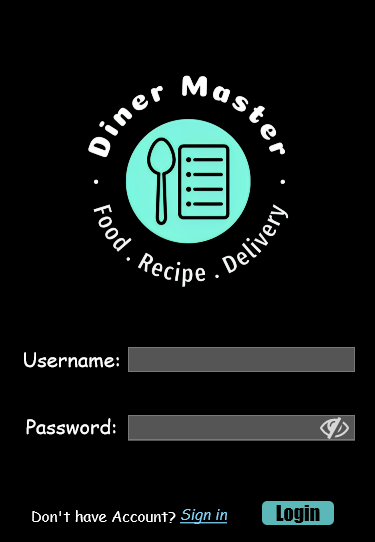 Diner Master
Food . Recipe . Delivery
Username:
Password:
Don't have Account? Sign in
Login